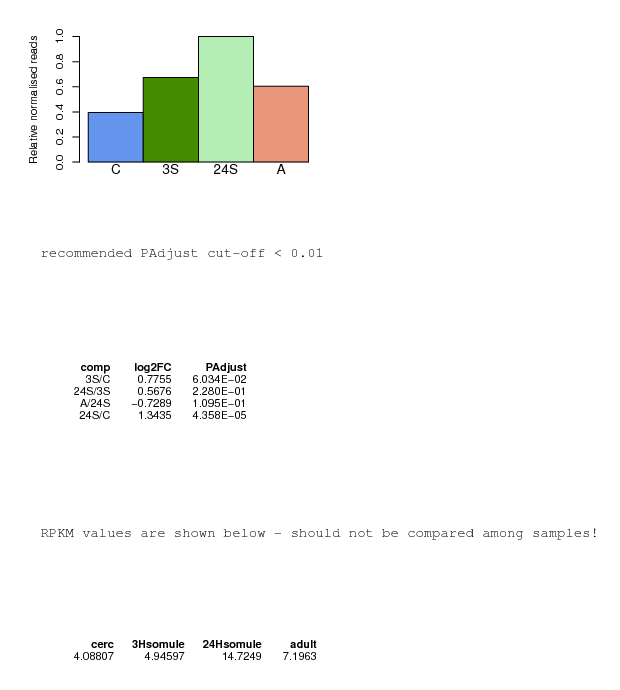 Relative normalised reads
1.0
0.8
0.6
0.4
0.2
0.0
C 3S 24S A
recommended PAdjust cut-off < 0.01
comp log2FC PAdjust
3S/C 0.7755 6.034E−02
24S/3S 0.5676 2.280E−01
A/24S −0.7289 1.095E−01
24S/C 1.3435 4.358E−05
RPKM values are shown below - should not be compared among samples!
cerc 3Hsomule 24Hsomule adult
4.08807 4.94597 14.7249 7.1963